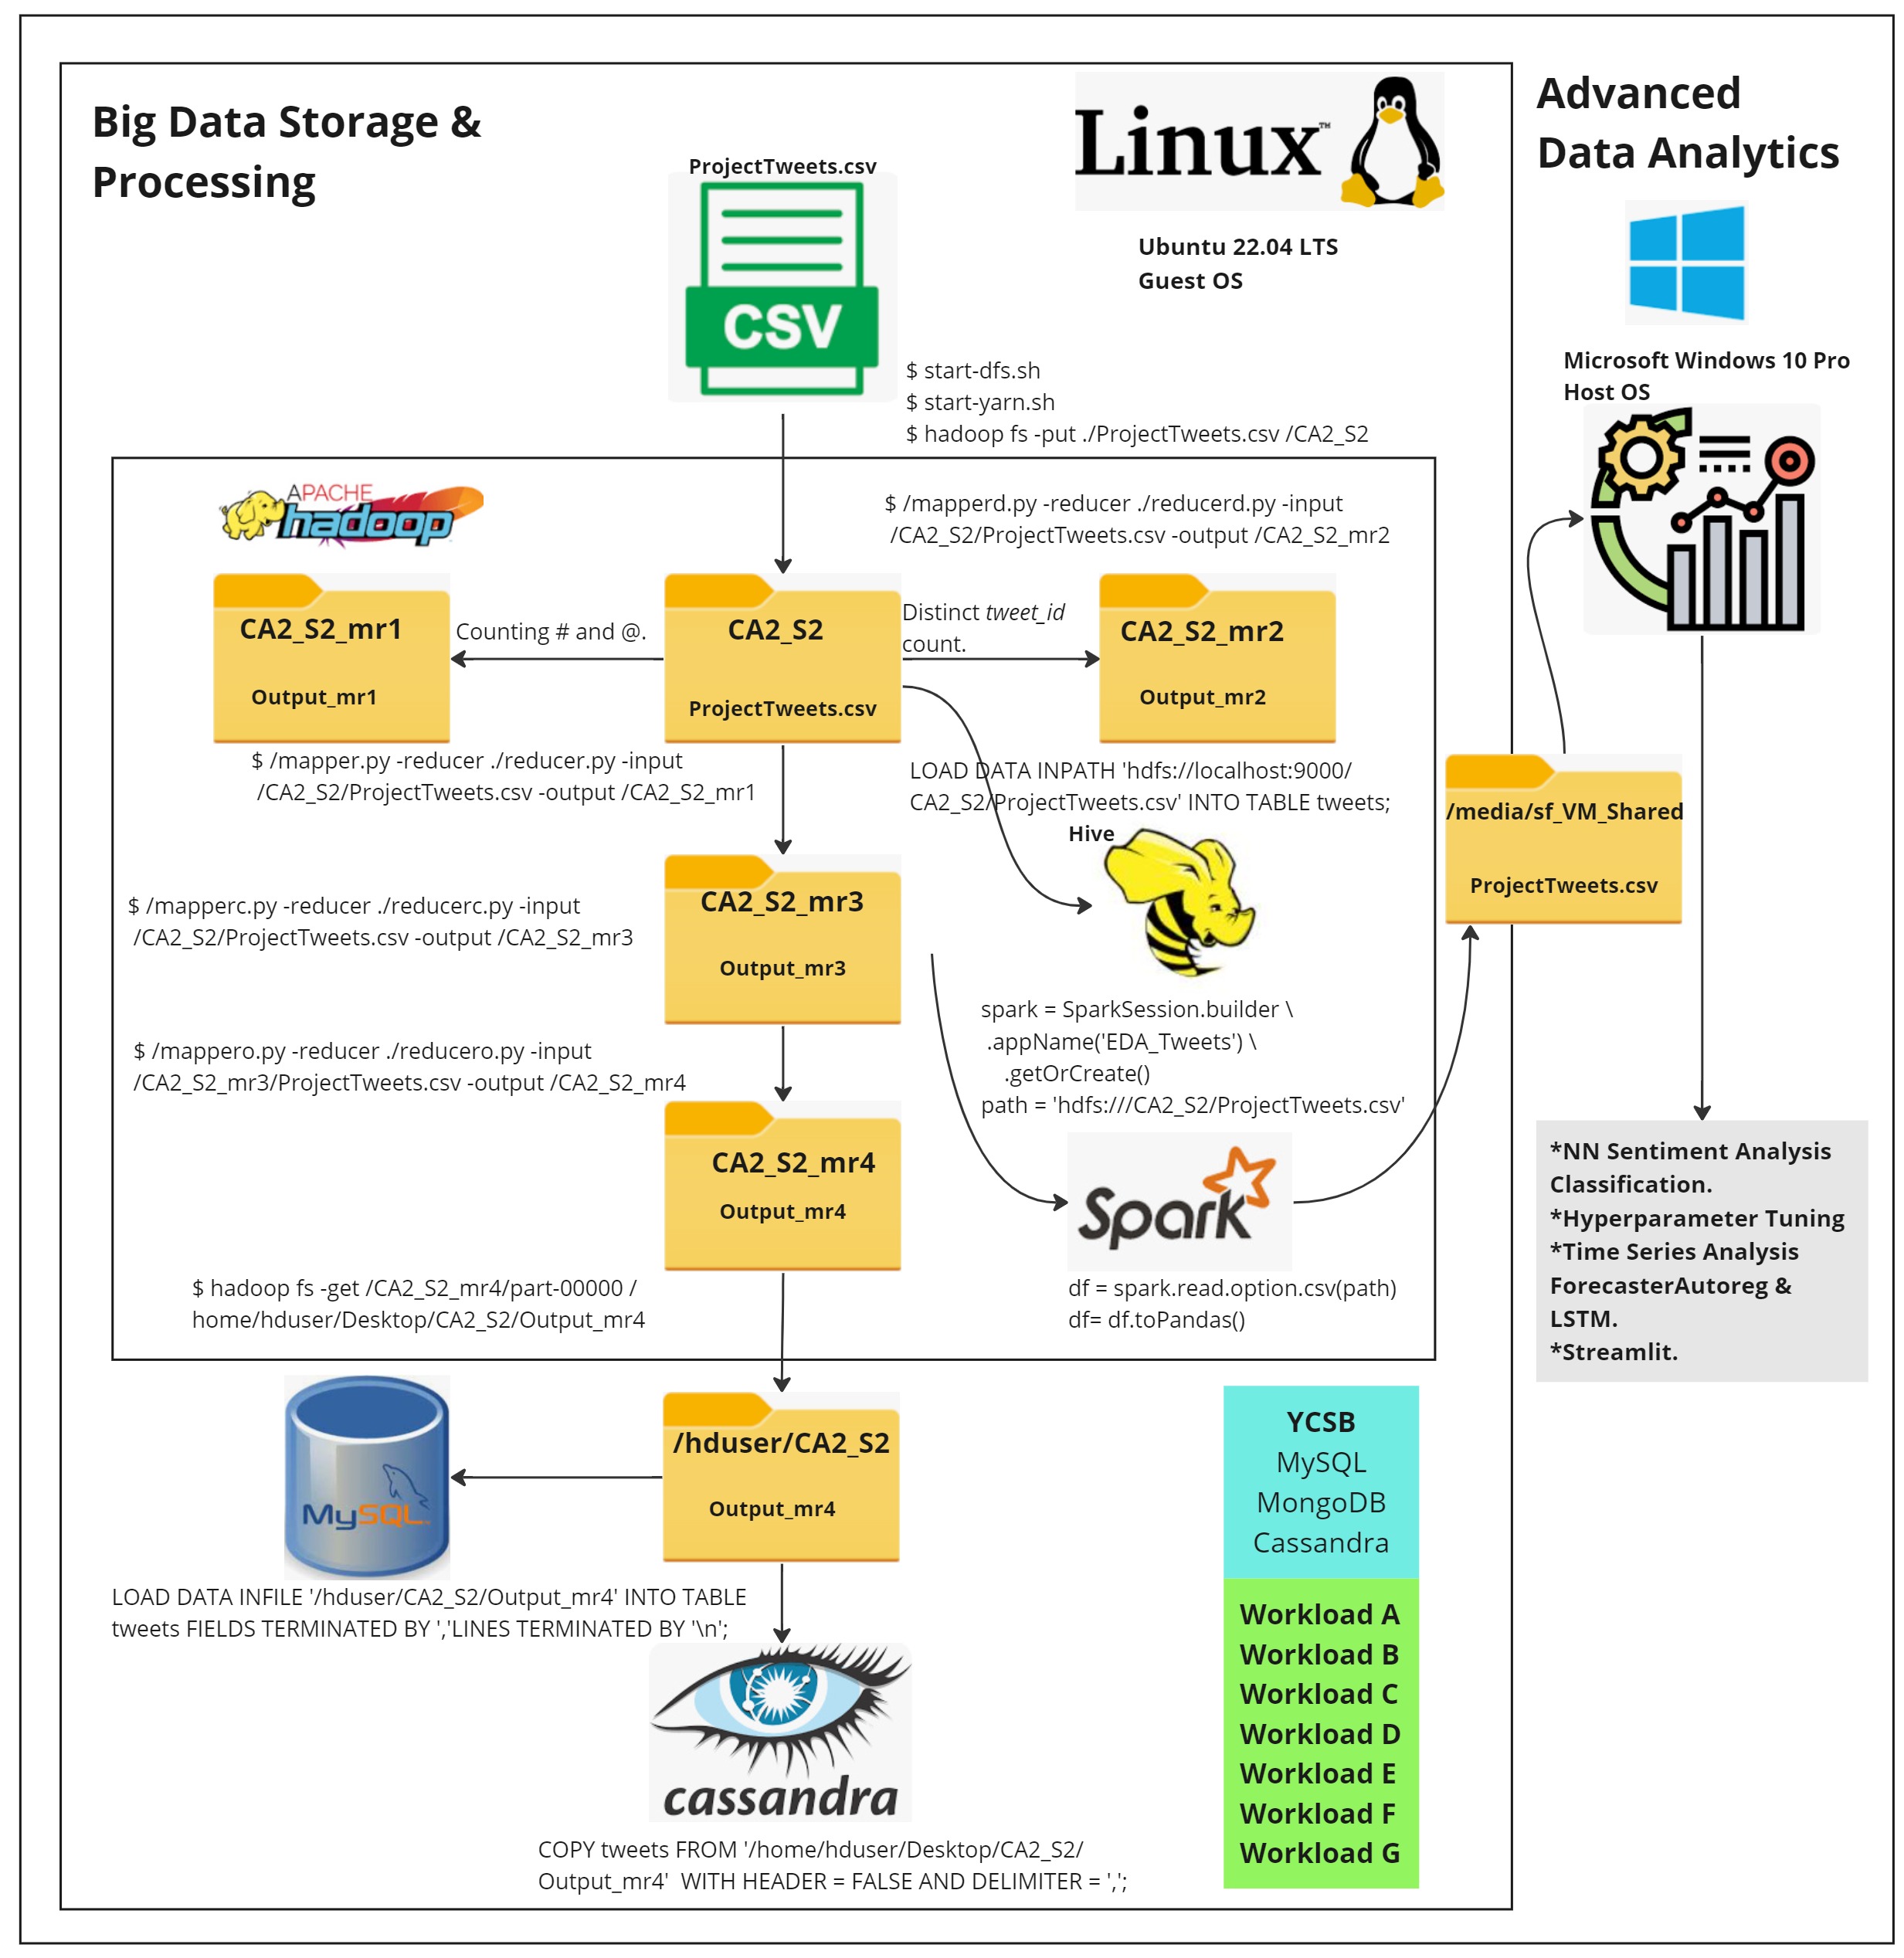 Big Data Storage &
Processing
ProjectTweets.csv
CSV
Linux™
Ubuntu 22.04 LTS
Guest OS
Advanced
Data Analytics
Microsoft Windows 10 Pro
Host OS
$ start-dfs.sh
$ start-yarn.sh
$ hadoop fs -put ./ProjectTweets.csv /CA2_S2
APACHE
hadoop
$ /mapperd.py -reducer ./reducerd.py -input
/CA2_S2/ProjectTweets.csv -output /CA2_S2_mr2
CA2_S2_mr1
Output_mr1
Counting # and @.
CA2_S2
ProjectTweets.csv
Distinct tweet_id
count.
CA2_S2_mr2
Output_mr2
$ /mapper.py -reducer ./reducer.py -input
/CA2_S2/ProjectTweets.csv -output /CA2_S2_mr1
LOAD DATA INPATH 'hdfs://localhost:9000/
CA2_S2/ProjectTweets.csv' INTO TABLE tweets;
Hive
/media/sf_VM_Shared
ProjectTweets.csv
$ /mapperc.py -reducer ./reducerc.py -input
/CA2_S2/ProjectTweets.csv -output /CA2_S2_mr3
CA2_S2_mr3
Output_mr3
spark = SparkSession.builder \
.appName('EDA_Tweets') \
.getOrCreate()
path = 'hdfs:///CA2_S2/ProjectTweets.csv'
$ /mappero.py -reducer ./reducero.py -input
/CA2_S2_mr3/ProjectTweets.csv -output /CA2_S2_mr4
CA2_S2_mr4
Output_mr4
Spark
df = spark.read.option.csv(path)
df= df.toPandas()
*NN Sentiment Analysis
Classification.
*Hyperparameter Tuning
*Time Series Analysis
ForecasterAutoreg &
LSTM.
*Streamlit.
$ hadoop fs -get /CA2_S2_mr4/part-00000 /
home/hduser/Desktop/CA2_S2/Output_mr4
MySQL
/hduser/CA2_S2
Output_mr4
YCSB
MySQL
MongoDB
Cassandra
Workload A
Workload B
Workload C
Workload D
Workload E
Workload F
Workload G
LOAD DATA INFILE '/hduser/CA2_S2/Output_mr4' INTO TABLE
tweets FIELDS TERMINATED BY ','LINES TERMINATED BY '\n';
cassandra
COPY tweets FROM '/home/hduser/Desktop/CA2_S2/
Output_mr4'  WITH HEADER = FALSE AND DELIMITER = ',';